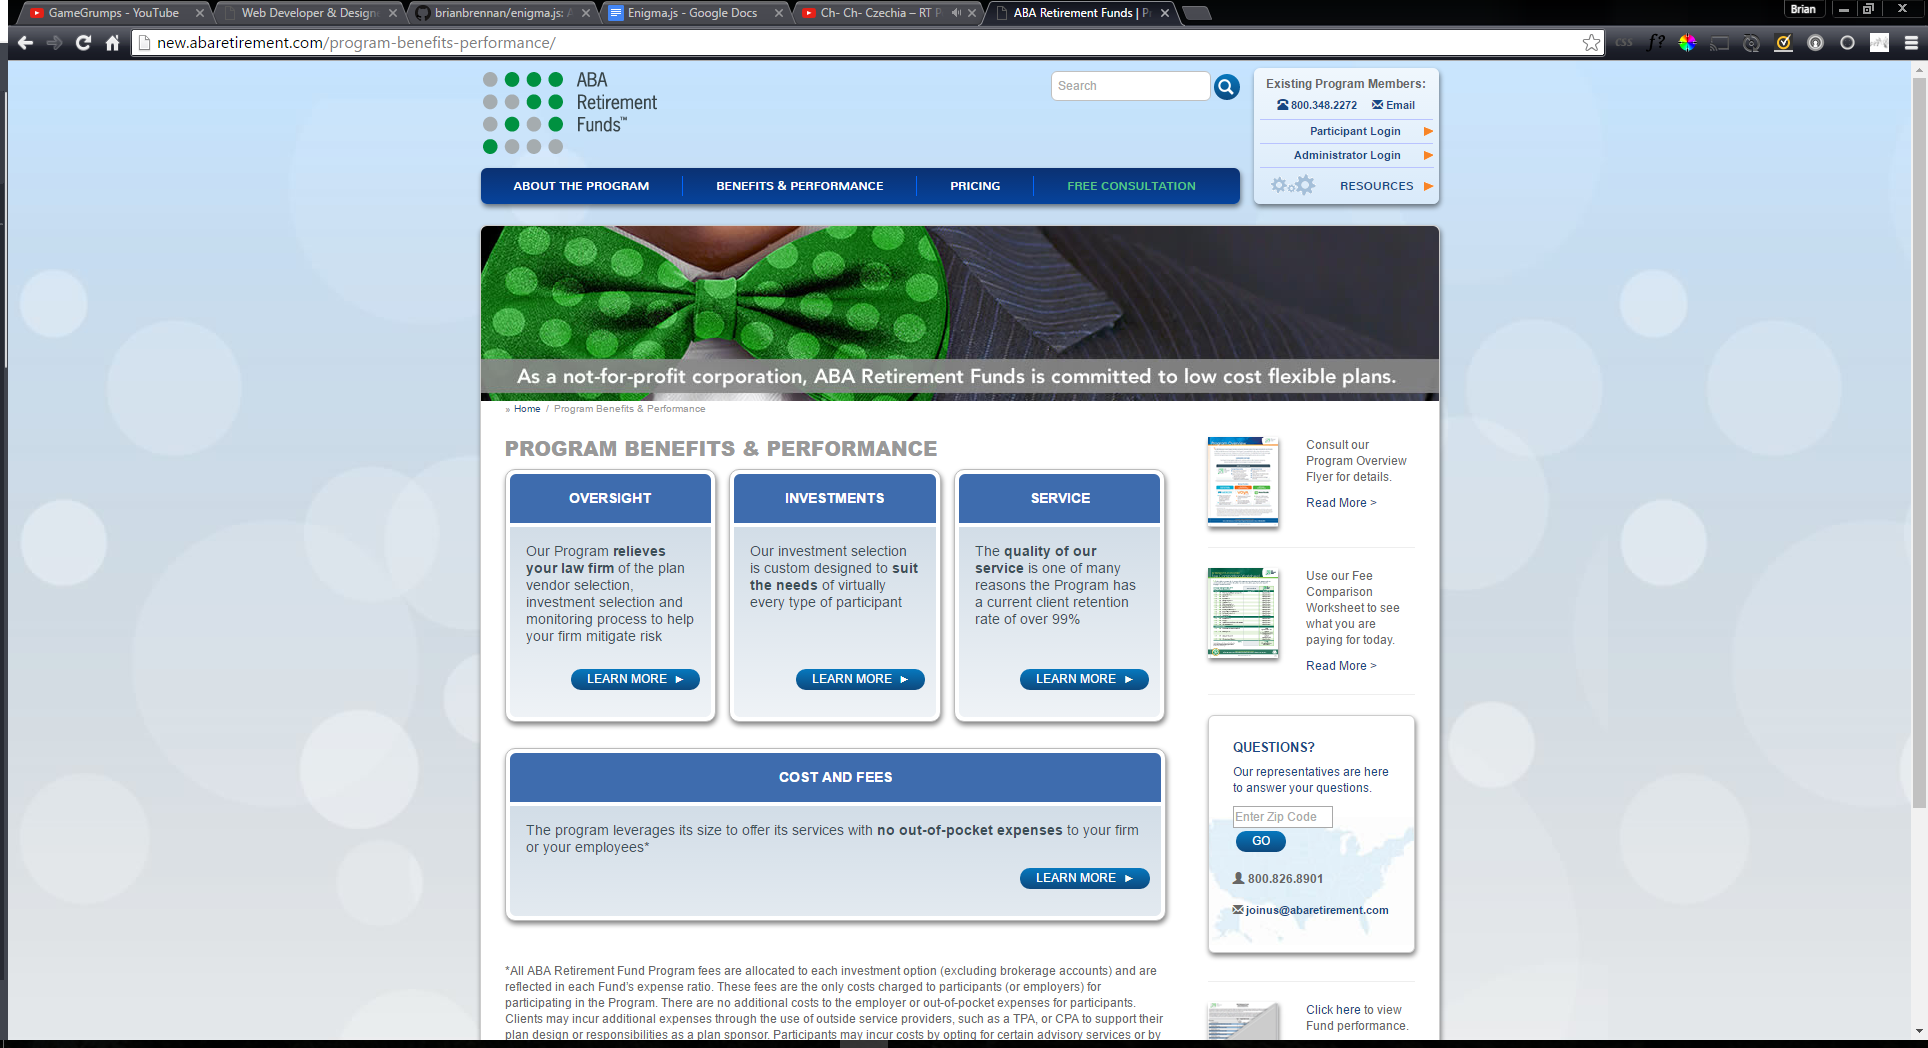 GameGrumps - YouTube
Web Developer & Designe
brianbrennan/enigma.js: A
Enigma.js - Google Docs
Ch- Ch- Czechia – RT P
ABA Retirement Funds | P
Brian
new.abaretirement.com/program-benefits-performance/
CSS
f?
ABA
Retirement
Funds™
Search
Existing Program Members:
800.348.2272 Email
Participant Login
Administrator Login
RESOURCES
ABOUT THE PROGRAM
BENEFITS & PERFORMANCE
PRICING
FREE CONSULTATION
As a not-for-profit corporation, ABA Retirement Funds is committed to low cost flexible plans.
» Home / Program Benefits & Performance
PROGRAM BENEFITS & PERFORMANCE
OVERSIGHT
Our Program relieves
your law firm of the plan
vendor selection,
investment selection and
monitoring process to help
your firm mitigate risk
LEARN MORE
INVESTMENTS
Our investment selection
is custom designed to suit
the needs of virtually
every type of participant
LEARN MORE
SERVICE
The quality of our
service is one of many
reasons the Program has
a current client retention
rate of over 99%
LEARN MORE
COST AND FEES
The program leverages its size to offer its services with no out-of-pocket expenses to your firm
or your employees*
LEARN MORE
*All ABA Retirement Fund Program fees are allocated to each investment option (excluding brokerage accounts) and are
reflected in each Fund's expense ratio. These fees are the only costs charged to participants (or employers) for
participating in the Program. There are no additional costs to the employer or out-of-pocket expenses for participants.
Clients may incur additional expenses through the use of outside service providers, such as a TPA, or CPA to support their
plan design or responsibilities as a plan sponsor. Participants may incur costs by opting for certain advisory services or by
Consult our
Program Overview
Flyer for details.
Read More >
Use our Fee
Comparison
Worksheet to see
what you are
paying for today.
Read More >
QUESTIONS?
Our representatives are here
to answer your questions.
Enter Zip Code
GO
800.826.8901
joinus@abaretirement.com
Click here to view
Fund performance.